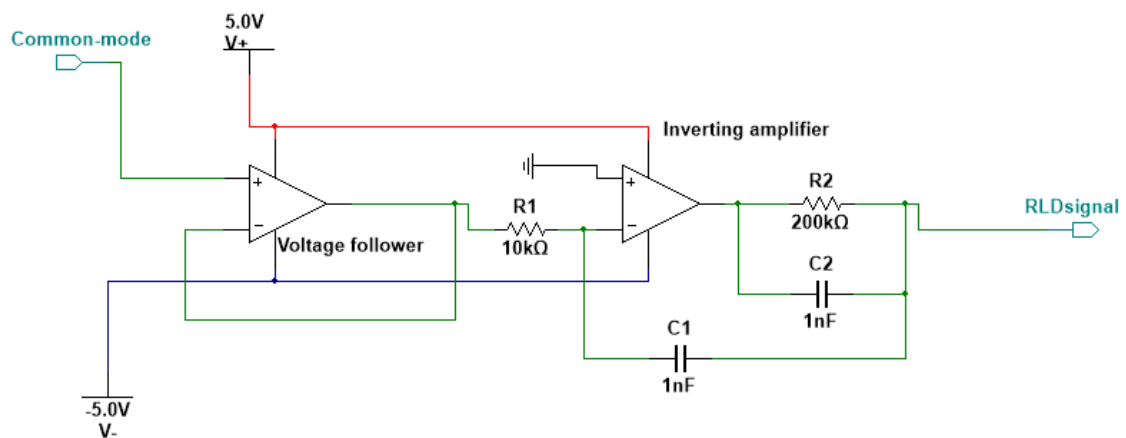 5.0V
V+
Common-mode
Inverting amplifier
+
+
R2
R1
RLDsignal
−
−
200kΩ
Voltage follower
10kΩ
C2
1nF
C1
1nF
-5.0V
V-